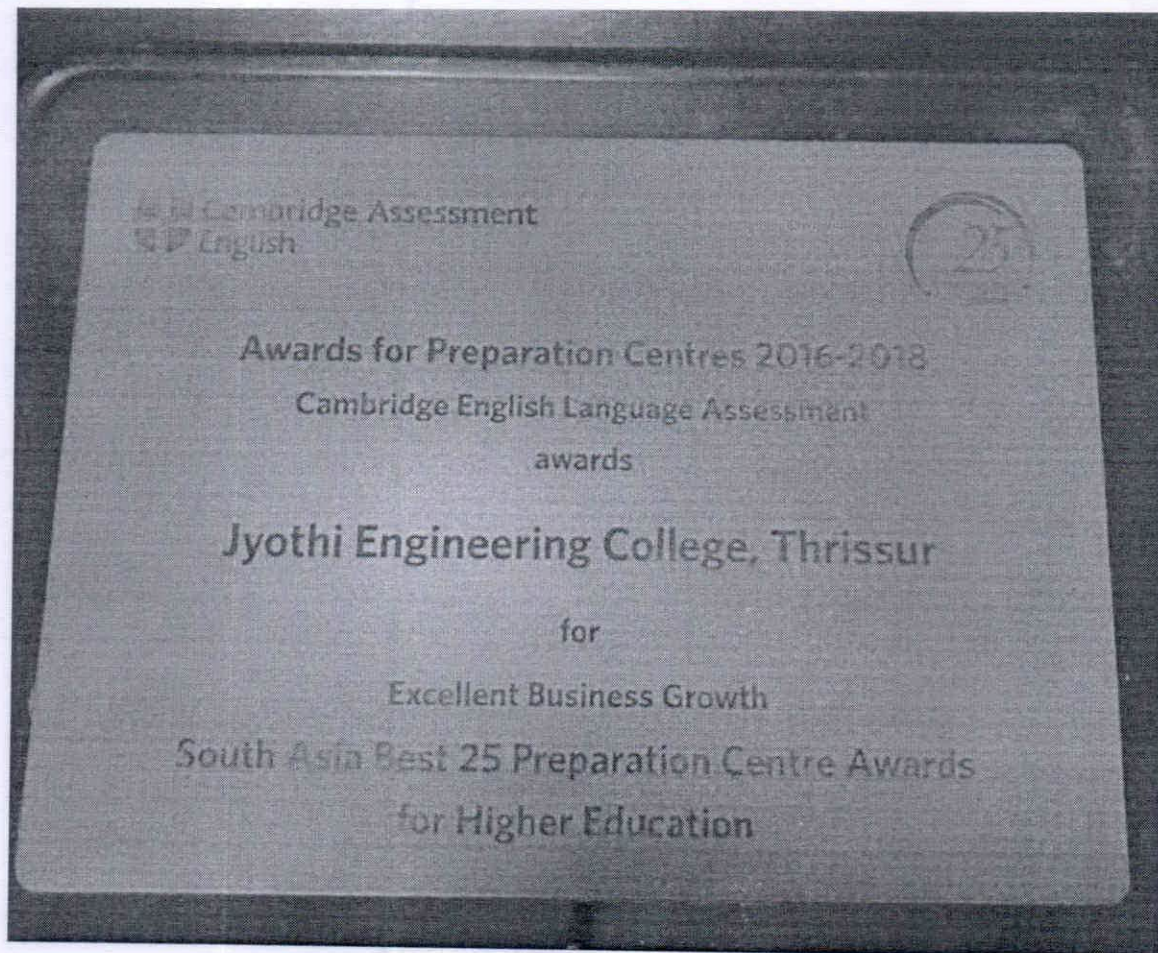 Cambridge Assessment
English
25
Awards for Preparation Centres 2016-2018
Cambridge English Language Assessment
awards
Jyothi Engineering College, Thrissur
for
Excellent Business Growth
South Asia Best 25 Preparation Centre Awards
for Higher Education